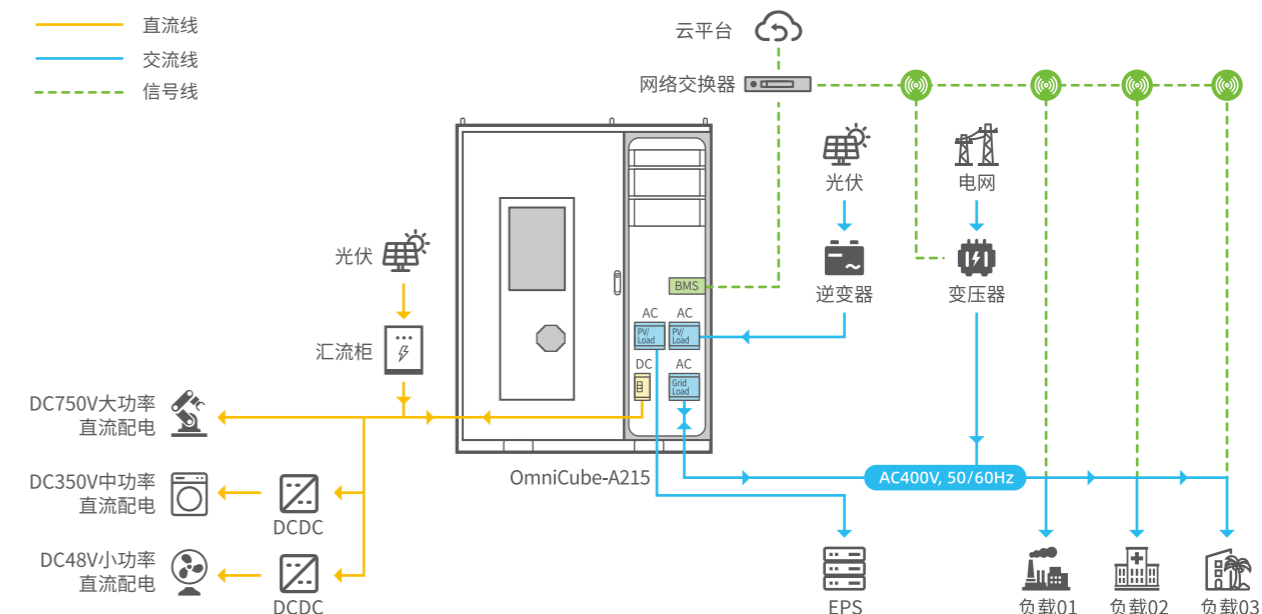 直流线
交流线
信号线
云平台
网络交换器
光伏
电网
逆变器
变压器
光伏
汇流柜
BMS
AC
AC
PV/
Load
PV/
Load
DC
AC
Grid
Load
DC750V大功率
直流配电
DC350V中功率
直流配电
DCDC
DC48V小功率
直流配电
DCDC
OmniCube-A215
AC400V, 50/60Hz
EPS
负载01
负载02
负载03